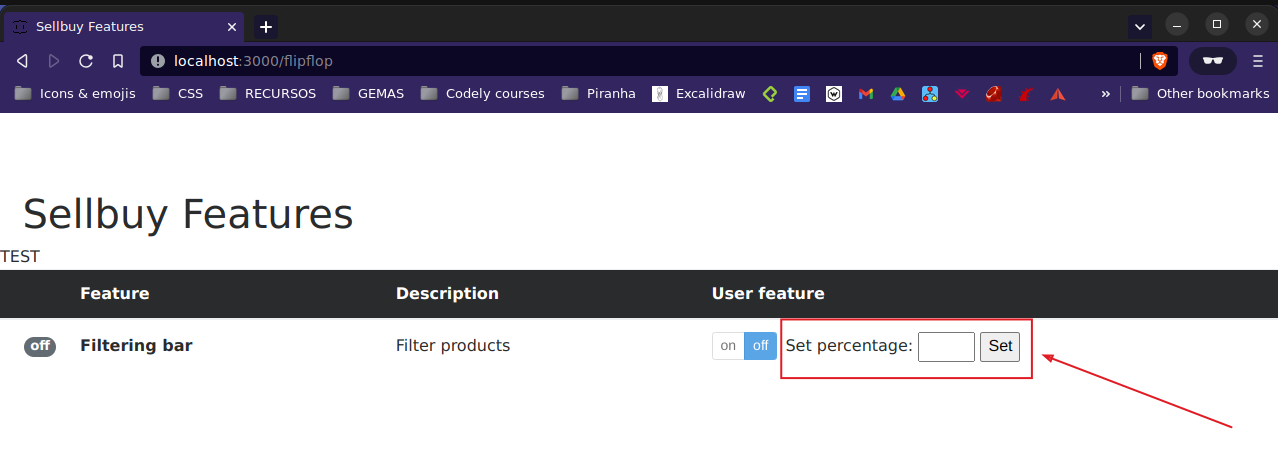 Sellbuy Features
localhost:3000/flipflop
Icons & emojis CSS RECURSOS GEMAS Codely courses Piranha Excalidraw » Other bookmarks
Sellbuy Features
TEST
Feature Description User feature
off Filtering bar Filter products on off Set percentage: Set